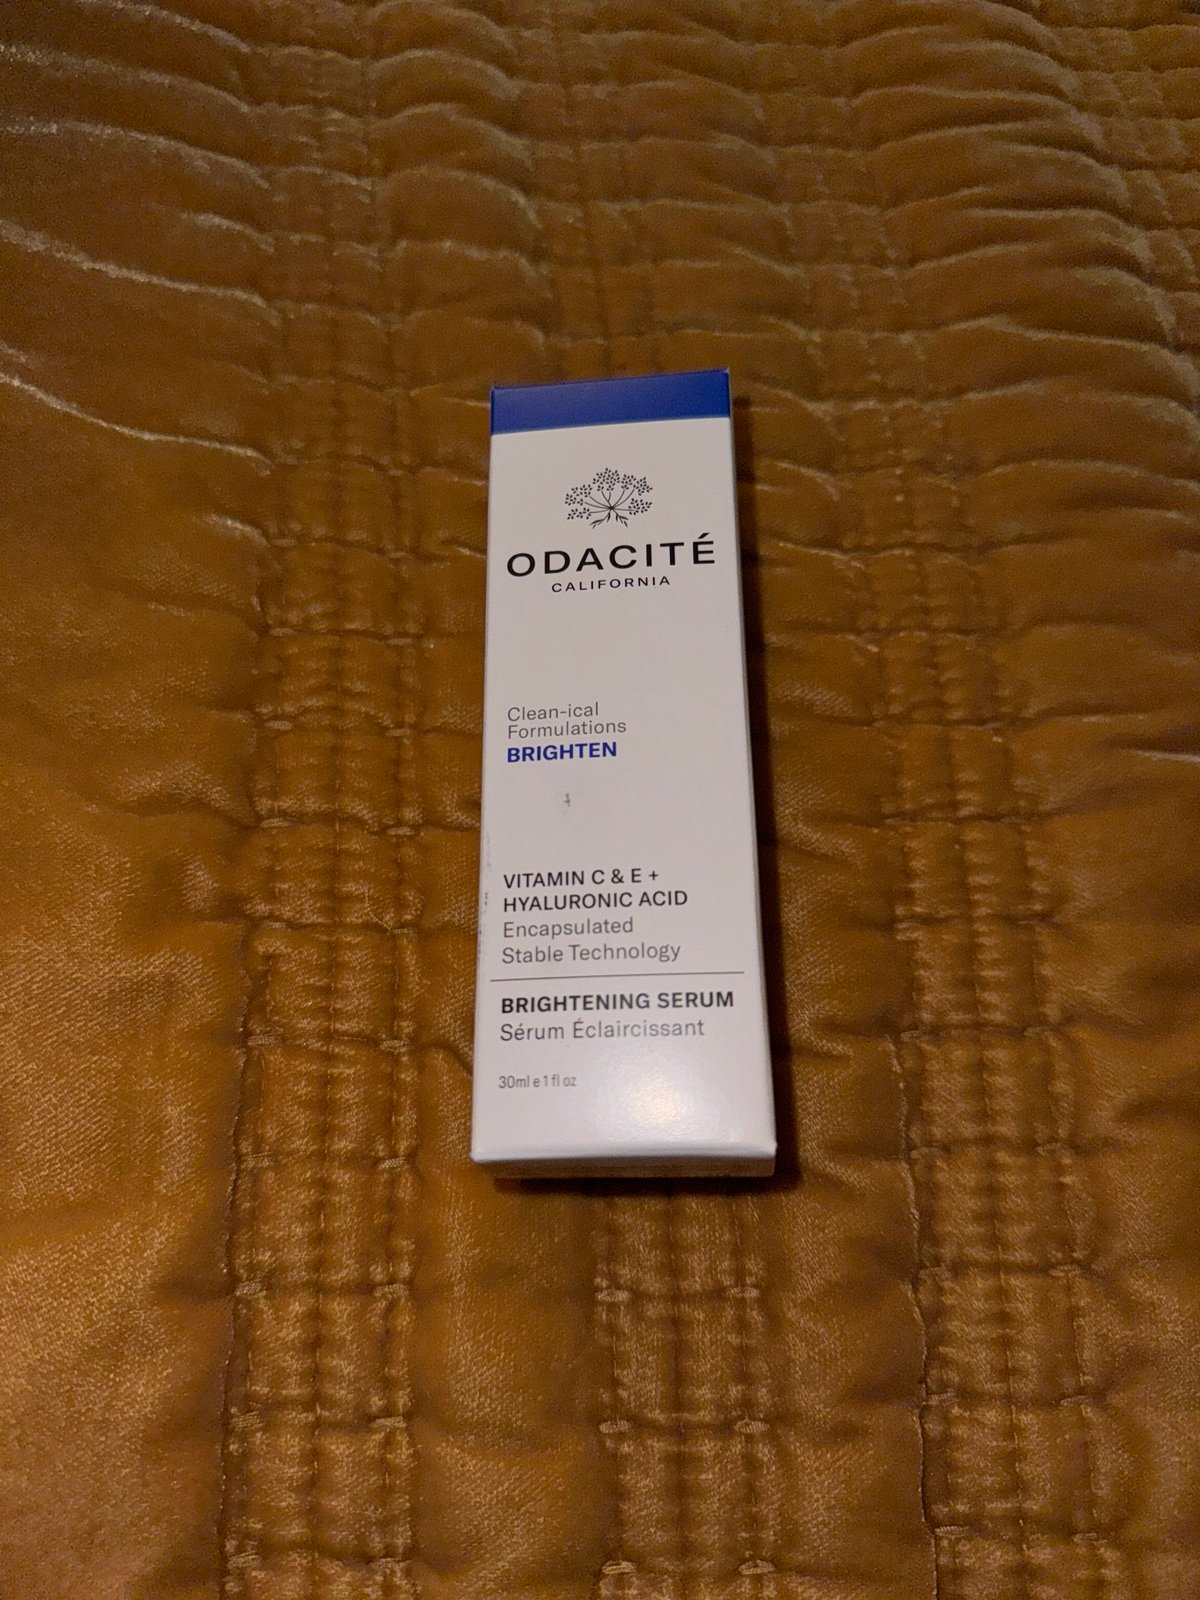 ODACITÉ
CALIFORNIA
Clean-ical
Formulations
BRIGHTEN
VITAMIN C & E +
HYALURONIC ACID
Encapsulated
Stable Technology
BRIGHTENING SERUM
Sérum Éclaircissant
30ml e 1 fl oz